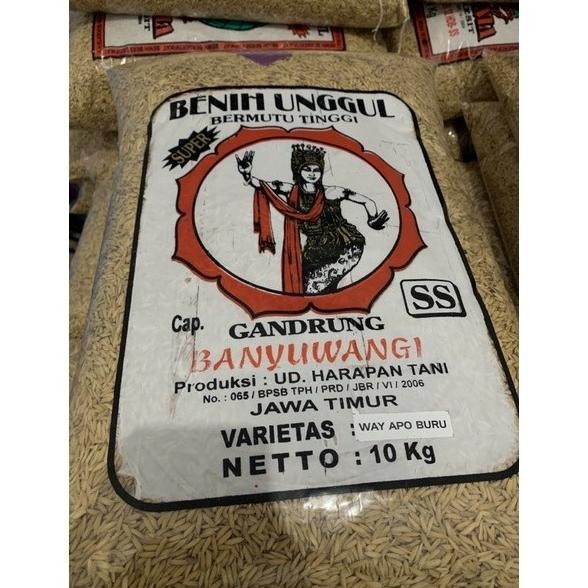 BENIH UNGGUL
BERMUTU TINGGI
SUPER
SS
Cap. GANDRUNG
BANYUWANGI
Produksi : UD. HARAPAN TANI
No. : 065 / BPSB TPH / PRD / JBR / VI / 2006
JAWA TIMUR
VARIETAS : WAY APO BURU
NETTO : 10 Kg